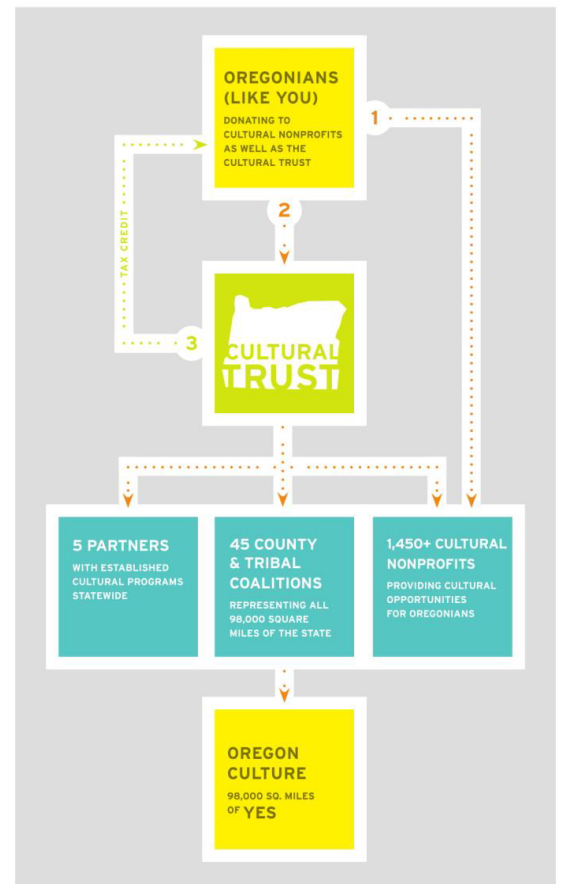 OREGONIANS
(LIKE YOU)
DONATING TO
CULTURAL NONPROFITS
AS WELL AS THE
CULTURAL TRUST
1
2
TAX CREDIT
3
CULTURAL
TRUST
5 PARTNERS
WITH ESTABLISHED
CULTURAL PROGRAMS
STATEWIDE
45 COUNTY
& TRIBAL
COALITIONS
REPRESENTING ALL
98,000 SQUARE
MILES OF THE STATE
1,450+ CULTURAL
NONPROFITS
PROVIDING CULTURAL
OPPORTUNITIES
FOR OREGONIANS
OREGON
CULTURE
98,000 SQ. MILES
OF YES